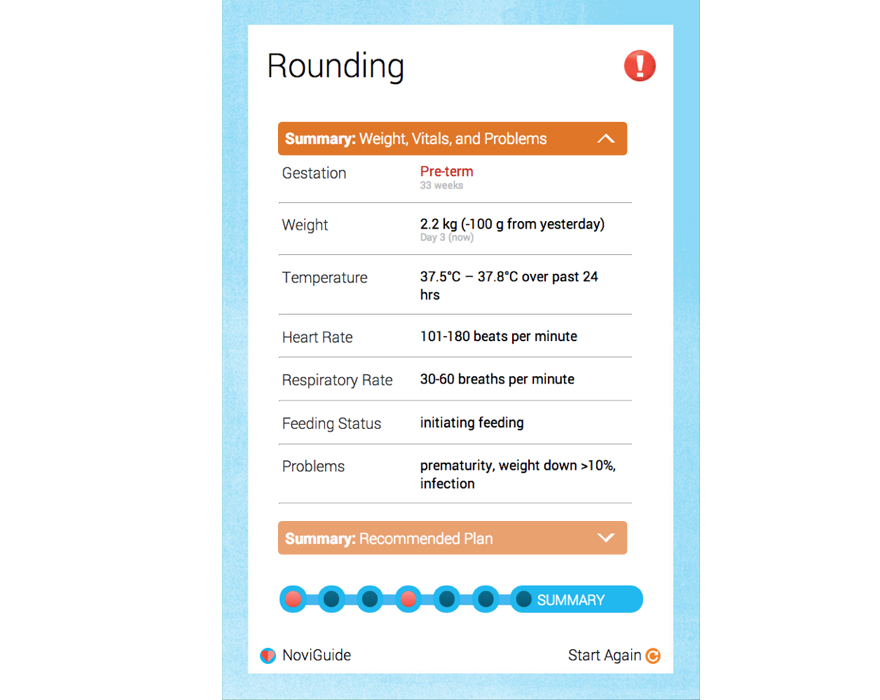 Rounding
Summary: Weight, Vitals, and Problems
Gestation
Pre-term
33 weeks
Weight
2.2 kg (-100 g from yesterday)
Day 3 (now)
Temperature
37.5°C – 37.8°C over past 24
hrs
Heart Rate
101-180 beats per minute
Respiratory Rate
30-60 breaths per minute
Feeding Status
initiating feeding
Problems
prematurity, weight down >10%,
infection
Summary: Recommended Plan
SUMMARY
NoviGuide
Start Again